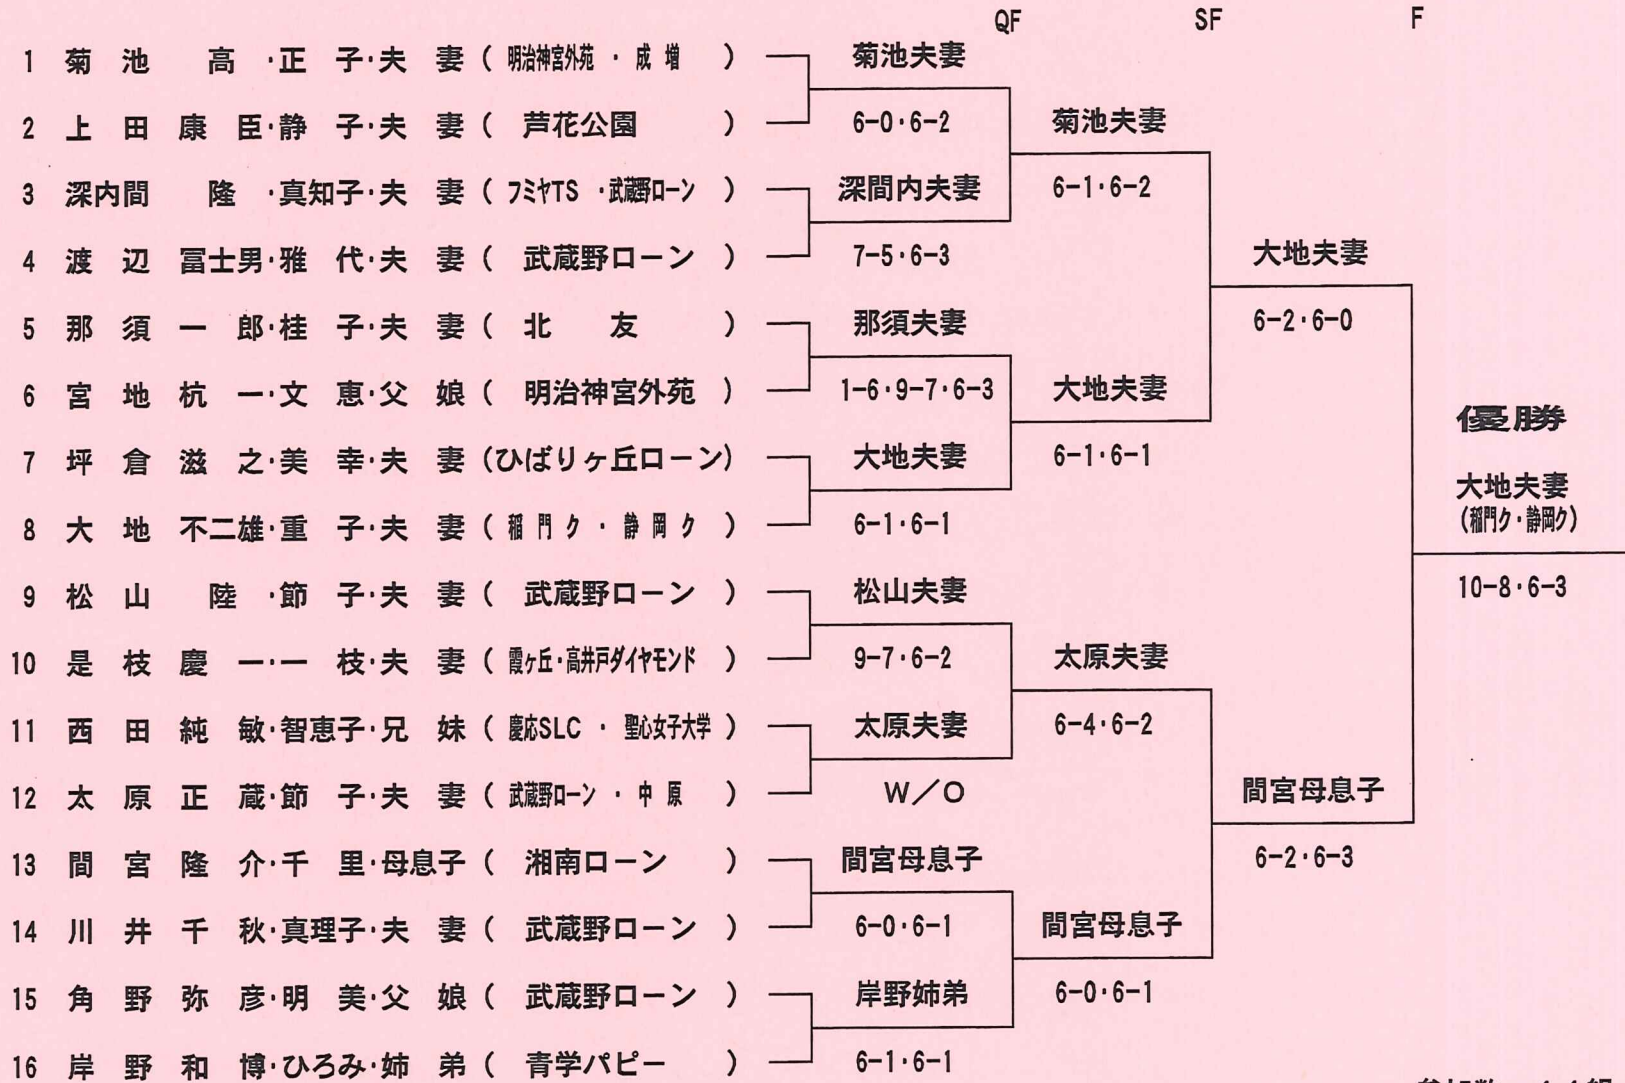 QF SF F
1 菊池 高・正子・夫妻(明治神宮外苑・成増)
2 上田康臣・静子・夫妻(芦花公園)
3 深内間 隆・真知子・夫妻(フミヤTS・武蔵野ローン)
4 渡辺冨士男・雅代・夫妻(武蔵野ローン)
5 那須一郎・桂子・夫妻(北友)
6 宮地杭一・文恵・父娘(明治神宮外苑)
7 坪倉滋之・美幸・夫妻(ひばりヶ丘ローン)
8 大地不二雄・重子・夫妻(稲門ク・静岡ク)
9 松山 陸・節子・夫妻(武蔵野ローン)
10 是枝慶一・一枝・夫妻(霞ヶ丘・高井戸ダイヤモンド)
11 西田純敏・智恵子・兄妹(慶応SLC・聖心女子大学)
12 太原正蔵・節子・夫妻(武蔵野ローン・中原)
13 間宮隆介・千里・母息子(湘南ローン)
14 川井千秋・真理子・夫妻(武蔵野ローン)
15 角野弥彦・明美・父娘(武蔵野ローン)
16 岸野和博・ひろみ・姉弟(青学パピー)
菊池夫妻
6-0・6-2
深間内夫妻
7-5・6-3
那須夫妻
1-6・9-7・6-3
大地夫妻
6-1・6-1
松山夫妻
9-7・6-2
太原夫妻
W/O
間宮母息子
6-0・6-1
岸野姉弟
6-1・6-1
菊池夫妻
6-1・6-2
大地夫妻
6-1・6-1
太原夫妻
6-4・6-2
間宮母息子
6-0・6-1
大地夫妻
6-2・6-0
間宮母息子
6-2・6-3
優勝
大地夫妻
(稲門ク・静岡ク)
10-8・6-3